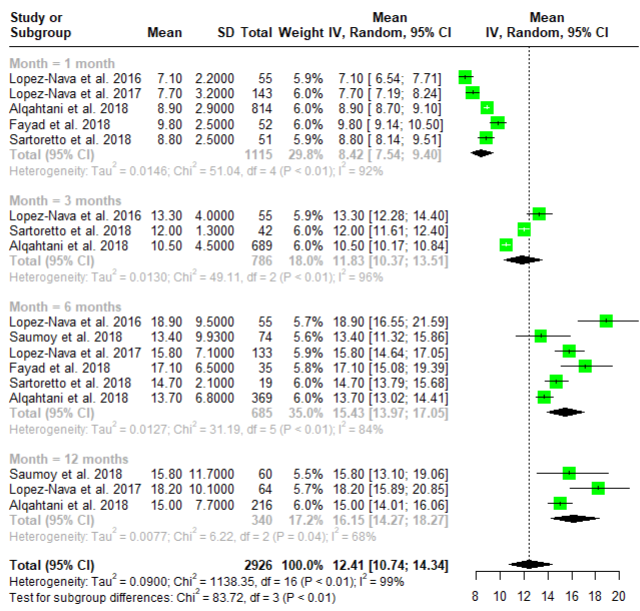 Study or Mean Mean
Subgroup Mean SD Total Weight IV, Random, 95% CI IV, Random, 95% CI
Month = 1 month
Lopez-Nava et al. 2016 7.10 2.2000 55 5.9% 7.10 [6.54; 7.71]
Lopez-Nava et al. 2017 7.70 3.2000 143 5.9% 7.70 [7.19; 8.24]
Alqahtani et al. 2018 8.90 2.9000 814 6.0% 8.90 [8.70; 9.10]
Fayad et al. 2018 9.80 2.5000 52 6.0% 9.80 [9.14; 10.50]
Sartoretto et al. 2018 8.80 2.5000 51 6.0% 8.80 [8.14; 9.51]
Total (95% CI) 1115 29.8% 8.42 [7.54; 9.40]
Heterogeneity: Tau² = 0.0146; Chi² = 51.04, df = 4 (P < 0.01); I² = 92%
Month = 3 months
Lopez-Nava et al. 2016 13.30 4.0000 55 5.9% 13.30 [12.28; 14.40]
Sartoretto et al. 2018 12.00 1.3000 42 6.0% 12.00 [11.61; 12.40]
Alqahtani et al. 2018 10.50 4.5000 689 6.0% 10.50 [10.17; 10.84]
Total (95% CI) 786 18.0% 11.83 [10.37; 13.51]
Heterogeneity: Tau² = 0.0130; Chi² = 49.11, df = 2 (P < 0.01); I² = 96%
Month = 6 months
Lopez-Nava et al. 2016 18.90 9.5000 55 5.7% 18.90 [16.55; 21.59]
Saumoy et al. 2018 13.40 9.9300 74 5.6% 13.40 [11.32; 15.86]
Lopez-Nava et al. 2017 15.80 7.1000 133 5.9% 15.80 [14.64; 17.05]
Fayad et al. 2018 17.10 6.5000 35 5.7% 17.10 [15.08; 19.39]
Sartoretto et al. 2018 14.70 2.1000 19 5.9% 14.70 [13.79; 15.68]
Alqahtani et al. 2018 13.70 6.8000 369 6.0% 13.70 [13.02; 14.41]
Total (95% CI) 685 35.0% 15.43 [13.97; 17.05]
Heterogeneity: Tau² = 0.0127; Chi² = 31.19, df = 5 (P < 0.01); I² = 84%
Month = 12 months
Saumoy et al. 2018 15.80 11.7000 60 5.5% 15.80 [13.10; 19.06]
Lopez-Nava et al. 2017 18.20 10.1000 64 5.7% 18.20 [15.89; 20.85]
Alqahtani et al. 2018 15.00 7.7000 216 6.0% 15.00 [14.01; 16.06]
Total (95% CI) 340 17.2% 16.15 [14.27; 18.27]
Heterogeneity: Tau² = 0.0077; Chi² = 6.22, df = 2 (P = 0.04); I² = 68%
Total (95% CI) 2926 100.0% 12.41 [10.74; 14.34]
Heterogeneity: Tau² = 0.0900; Chi² = 1138.35, df = 16 (P < 0.01); I² = 99%
Test for subgroup differences: Chi² = 83.72, df = 3 (P < 0.01)
8 10 12 14 16 18 20